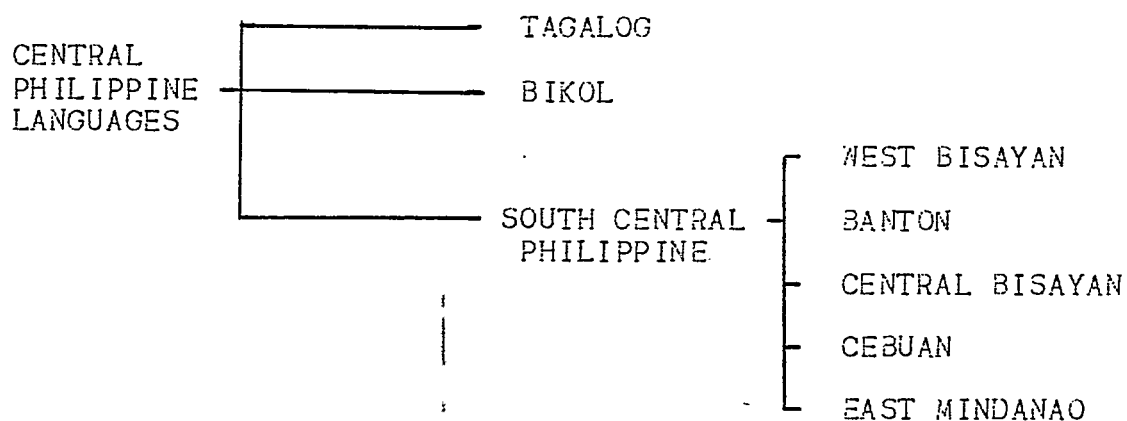 TAGALOG
CENTRAL
PHILIPPINE
LANGUAGES
BIKOL
SOUTH CENTRAL
PHILIPPINE
WEST BISAYAN
BANTON
CENTRAL BISAYAN
CEBUAN
EAST MINDANAO